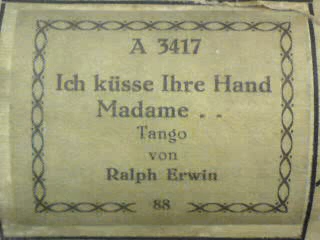 A 3417
Ich küsse Ihre Hand
Madame . .
Tango
von
Ralph Erwin
88